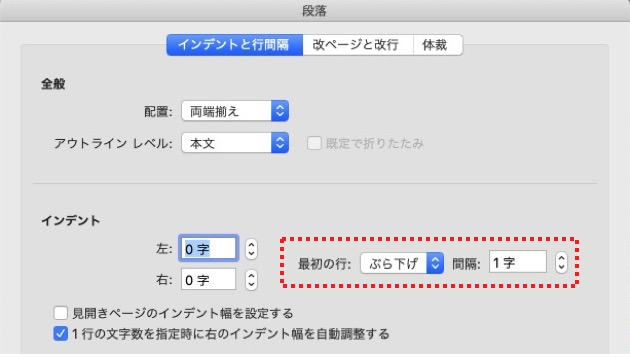 段落
インデントと行間隔 改ページと改行 体裁
全般
配置: 両端揃え
アウトライン レベル: 本文 既定で折りたたみ
インデント
左: 0 字
最初の行: ぶら下げ 間隔: 1 字
右: 0 字
見開きページのインデント幅を設定する
1 行の文字数を指定時に右のインデント幅を自動調整する